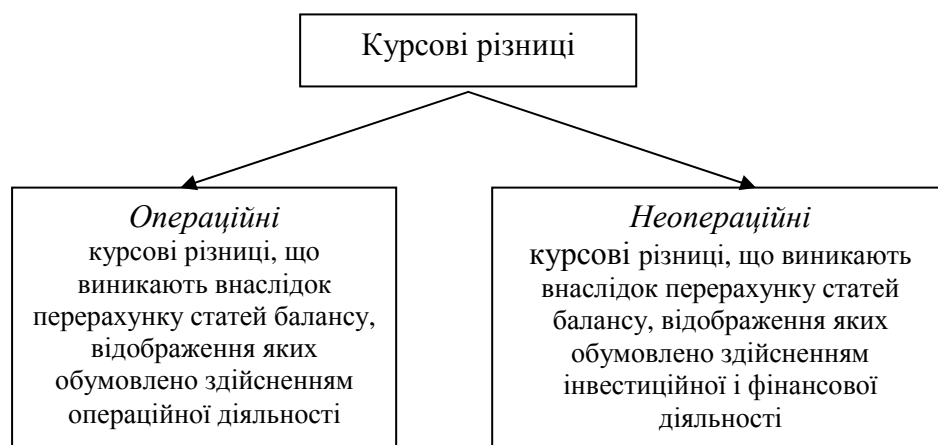 Курсові різниці
Операційні
курсові різниці, що
виникають внаслідок
перерахунку статей балансу,
відображення яких
обумовлено здійсненням
операційної діяльності
Неопераційні
курсові різниці, що виникають
внаслідок перерахунку статей
балансу, відображення яких
обумовлено здійсненням
інвестиційної і фінансової
діяльності